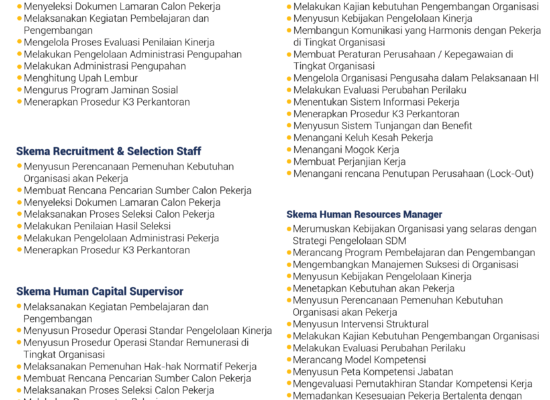 Menyeleksi Dokumen Lamaran Calon Pekerja
Melaksanakan Kegiatan Pembelajaran dan
Pengembangan
Mengelola Proses Evaluasi Penilaian Kinerja
Melakukan Pengelolaan Administrasi Pengupahan
Melakukan Administrasi Pengupahan
Menghitung Upah Lembur
Mengurus Program Jaminan Sosial
Menerapkan Prosedur K3 Perkantoran
Skema Recruitment & Selection Staff
Menyusun Perencanaan Pemenuhan Kebutuhan
Organisasi akan Pekerja
Membuat Rencana Pencarian Sumber Calon Pekerja
Menyeleksi Dokumen Lamaran Calon Pekerja
Melaksanakan Proses Seleksi Calon Pekerja
Melakukan Penilaian Hasil Seleksi
Melakukan Pengelolaan Administrasi Pekerja
Menerapkan Prosedur K3 Perkantoran
Skema Human Capital Supervisor
Melaksanakan Kegiatan Pembelajaran dan
Pengembangan
Menyusun Prosedur Operasi Standar Pengelolaan Kinerja
Menyusun Prosedur Operasi Standar Remunerasi di
Tingkat Organisasi
Melaksanakan Pemenuhan Hak-hak Normatif Pekerja
Membuat Rencana Pencarian Sumber Calon Pekerja
Melaksanakan Proses Seleksi Calon Pekerja
Melakukan Kajian kebutuhan Pengembangan Organisasi
Menyusun Kebijakan Pengelolaan Kinerja
Membangun Komunikasi yang Harmonis dengan Pekerja
di Tingkat Organisasi
Membuat Peraturan Perusahaan / Kepegawaian di
Tingkat Organisasi
Mengelola Organisasi Pengusaha dalam Pelaksanaan HI
Melakukan Evaluasi Perubahan Perilaku
Menentukan Sistem Informasi Pekerja
Menerapkan Prosedur K3 Perkantoran
Menyusun Sistem Tunjangan dan Benefit
Menangani Keluh Kesah Pekerja
Menangani Mogok Kerja
Membuat Perjanjian Kerja
Menangani rencana Penutupan Perusahaan (Lock-Out)
Skema Human Resources Manager
Merumuskan Kebijakan Organisasi yang selaras dengan
Strategi Pengelolaan SDM
Merancang Program Pembelajaran dan Pengembangan
Mengembangkan Manajemen Suksesi di Organisasi
Menyusun Kebijakan Pengelolaan Kinerja
Menetapkan Kebutuhan akan Pekerja
Menyusun Perencanaan Pemenuhan Kebutuhan
Organisasi akan Pekerja
Menyusun Intervensi Struktural
Melakukan Kajian Kebutuhan Pengembangan Organisasi
Melakukan Evaluasi Perubahan Perilaku
Merancang Model Kompetensi
Menyusun Peta Kompetensi Jabatan
Mengevaluasi Pemutakhiran Standar Kompetensi Kerja
Memadankan Kesesuaian Pekerja Bertalenta dengan